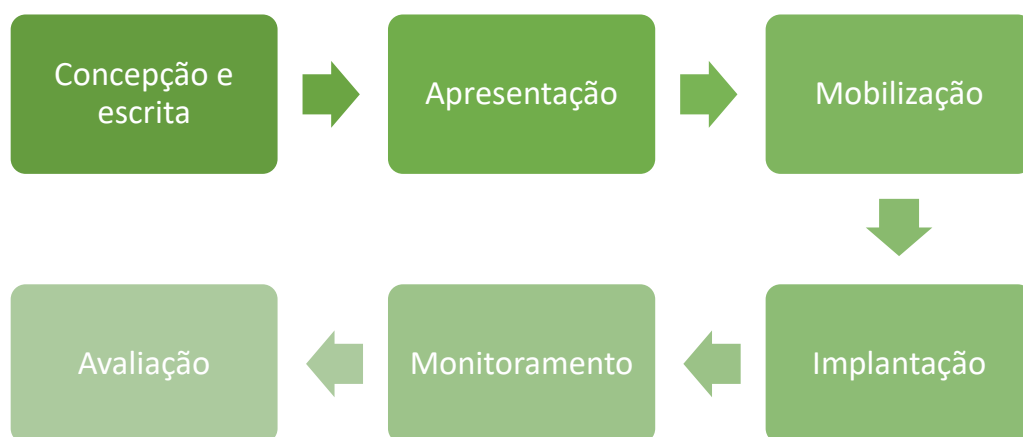 Concepção e
escrita
Apresentação
Mobilização
Implantação
Monitoramento
Avaliação